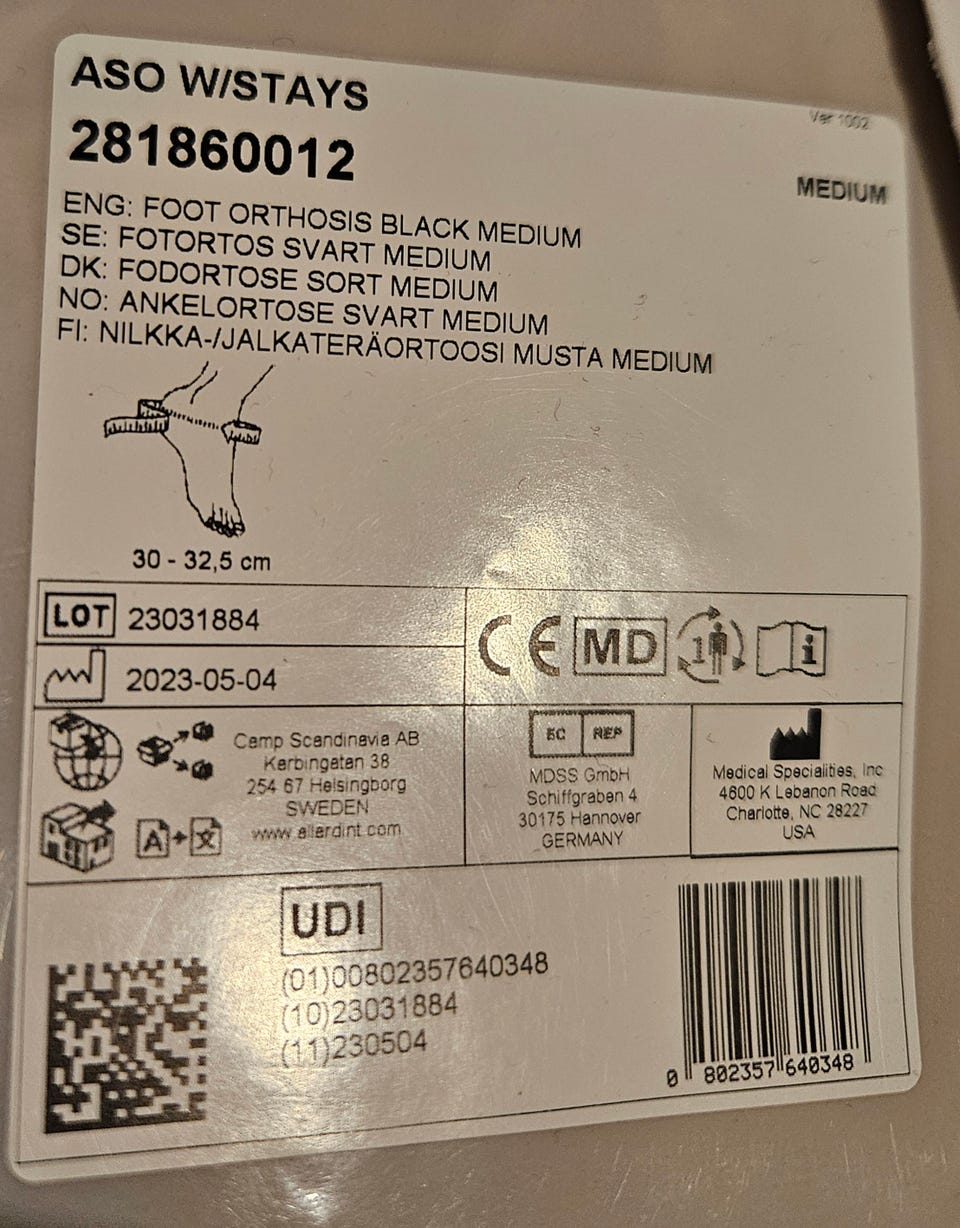 ASO W/STAYS
Ver 1002
281860012
MEDIUM
ENG: FOOT ORTHOSIS BLACK MEDIUM
SE: FOTORTOS SVART MEDIUM
DK: FODORTOSE SORT MEDIUM
NO: ANKELORTOSE SVART MEDIUM
FI: NILKKA-/JALKATERÄORTOOSI MUSTA MEDIUM
30 - 32,5 cm
LOT 23031884
2023-05-04
CE MD 1 i
Camp Scandinavia AB
Karbingatan 38
254 67 Helsingborg
SWEDEN
www.allardint.com
A+文
EC REP
MDSS GmbH
Schiffgraben 4
30175 Hannover
GERMANY
Medical Specialities, Inc
4600 K Lebanon Road
Charlotte, NC 28227
USA
UDI
(01)00802357640348
(10)23031884
(11)230504
0 802357 640348